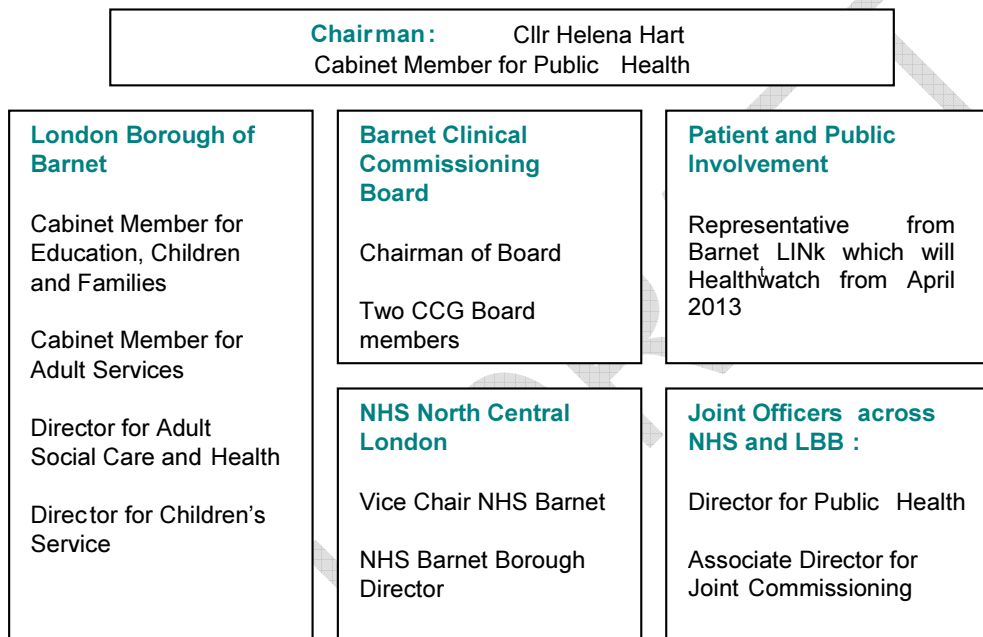 Chairman: Cllr Helena Hart
Cabinet Member for Public Health
London Borough of
Barnet
Cabinet Member for
Education, Children
and Families
Cabinet Member for
Adult Services
Director for Adult
Social Care and Health
Director for Children's
Service
Barnet Clinical
Commissioning
Board
Chairman of Board
Two CCG Board
members
Patient and Public
Involvement
Representative from
Barnet LINk which will
Healthwatch from April
2013
NHS North Central
London
Vice Chair NHS Barnet
NHS Barnet Borough
Director
Joint Officers across
NHS and LBB :
Director for Public Health
Associate Director for
Joint Commissioning